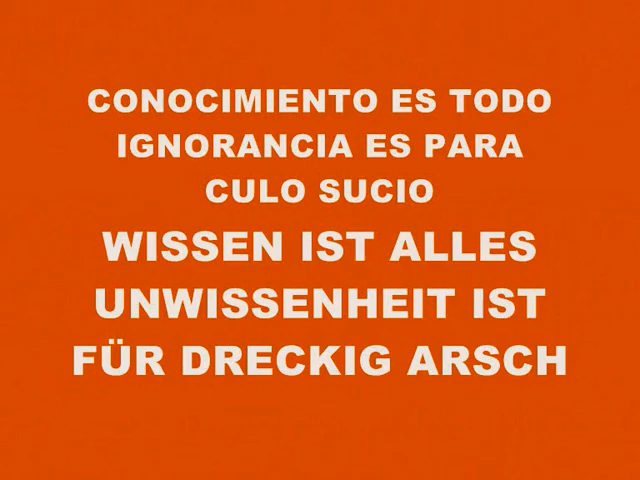 CONOCIMIENTO ES TODO
IGNORANCIA ES PARA
CULO SUCIO
WISSEN IST ALLES
UNWISSENHEIT IST
FÜR DRECKIG ARSCH